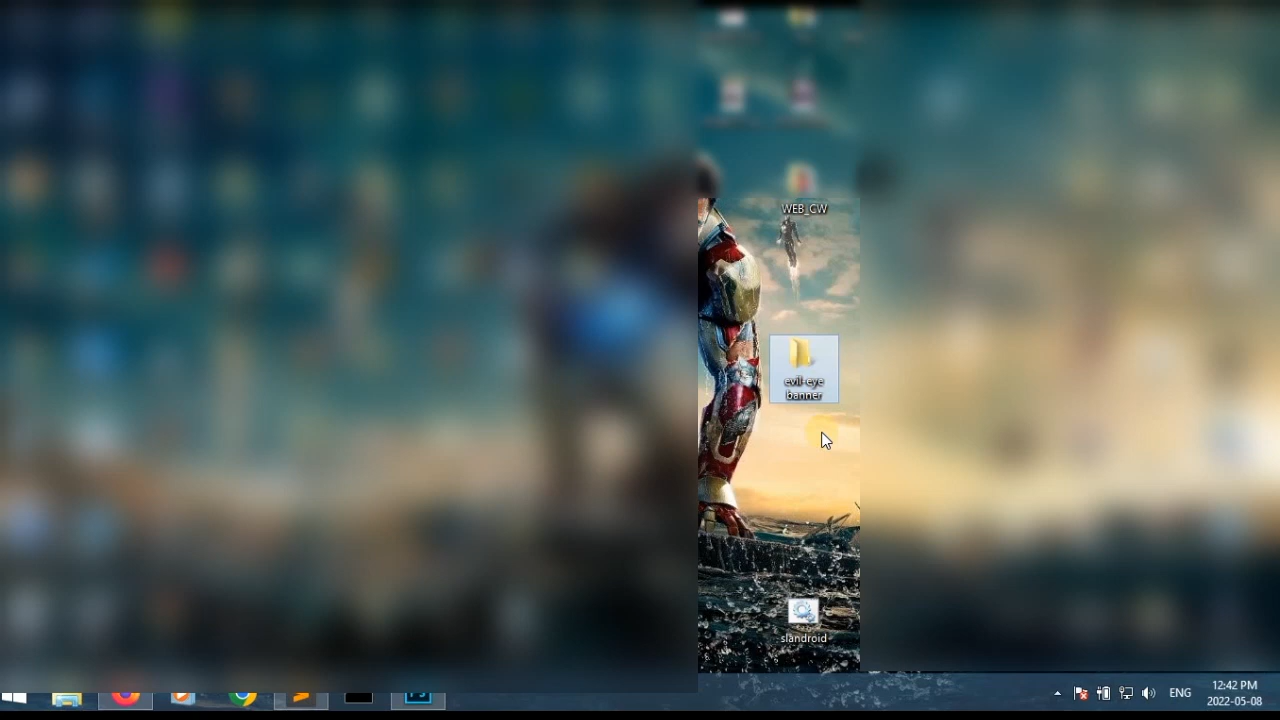 WEB_CW
evil-eye
banner
slandroid
ENG
12:42 PM
2022-05-08